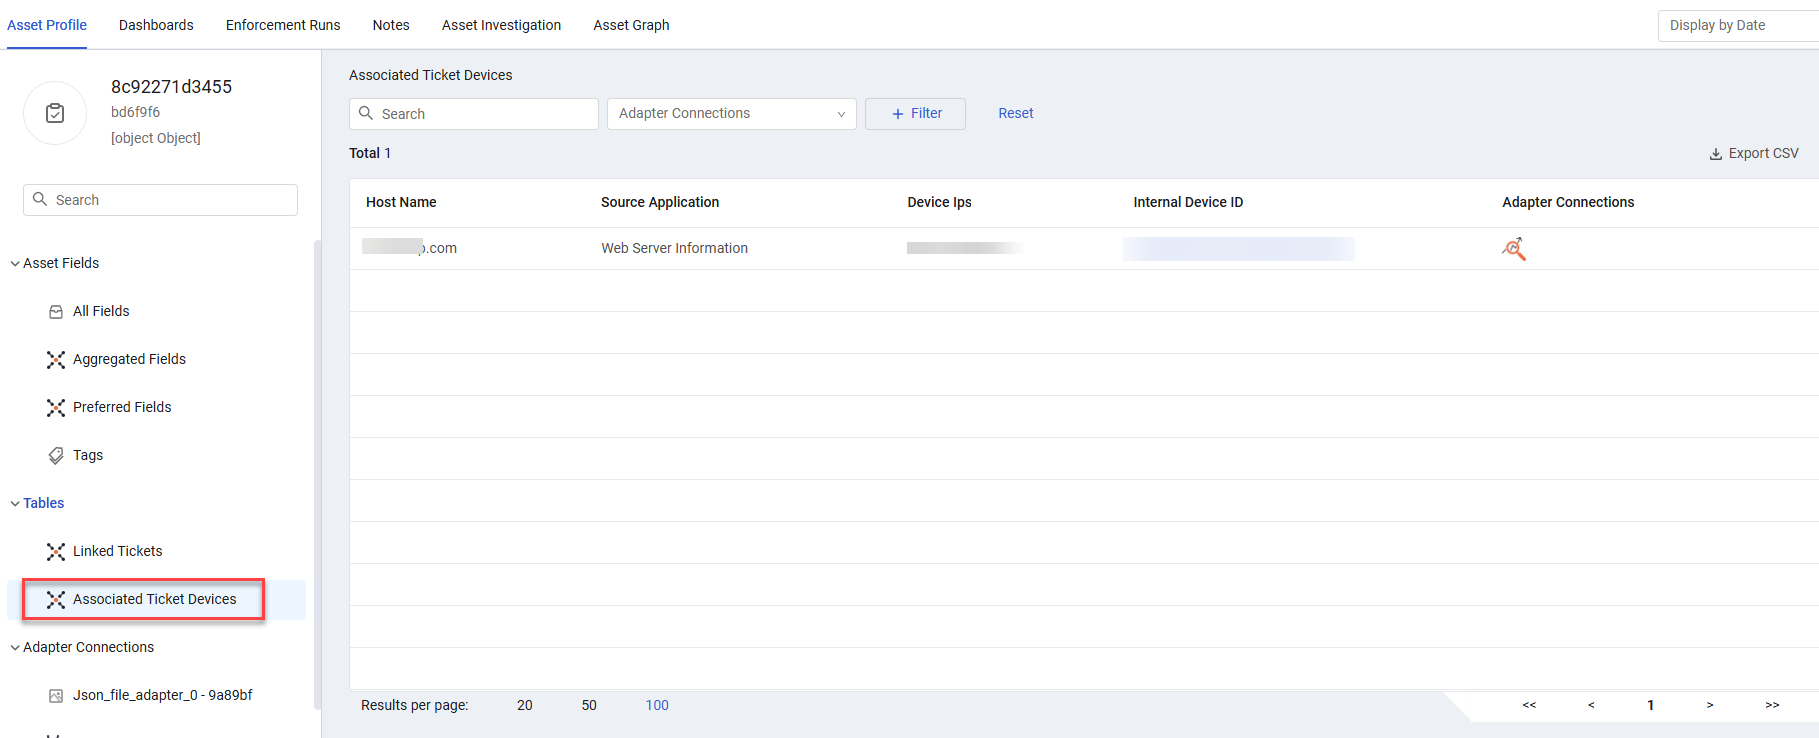 Asset Profile Dashboards Enforcement Runs Notes Asset Investigation Asset Graph Display by Date
8c92271d3455
bd6f9f6
[object Object]
Search
Asset Fields
All Fields
Aggregated Fields
Preferred Fields
Tags
Tables
Linked Tickets
Associated Ticket Devices
Adapter Connections
Json_file_adapter_0 - 9a89bf
Associated Ticket Devices
Search Adapter Connections + Filter Reset
Total 1 Export CSV
Host Name Source Application Device Ips Internal Device ID Adapter Connections
.com Web Server Information
Results per page: 20 50 100 << < 1 > >>